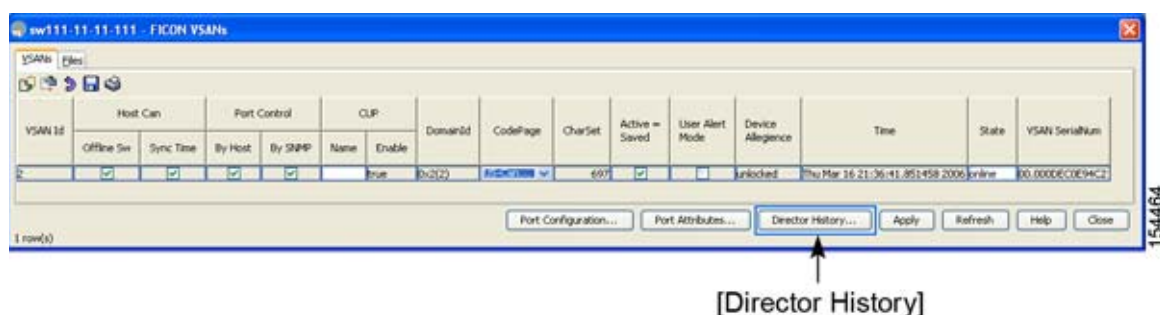 sw111-11-11-111 - FICON VSANs
VSANs Files
VSAN Id
Host Can
Port Control
CUP
DomainId
CodePage
CharSet
Active = Saved
User Alert Mode
Device Allegience
Time
State
VSAN SerialNum
Offline Sw
Sync Time
By Host
By SNMP
Name
Enable
2 true 0x2(2) 697 unlocked Thu Mar 16 21:36:41.851458 2006 online 00.000DEC0E94C2
Port Configuration... Port Attributes... Director History... Apply Refresh Help Close
1 row(s)
154464
[Director History]